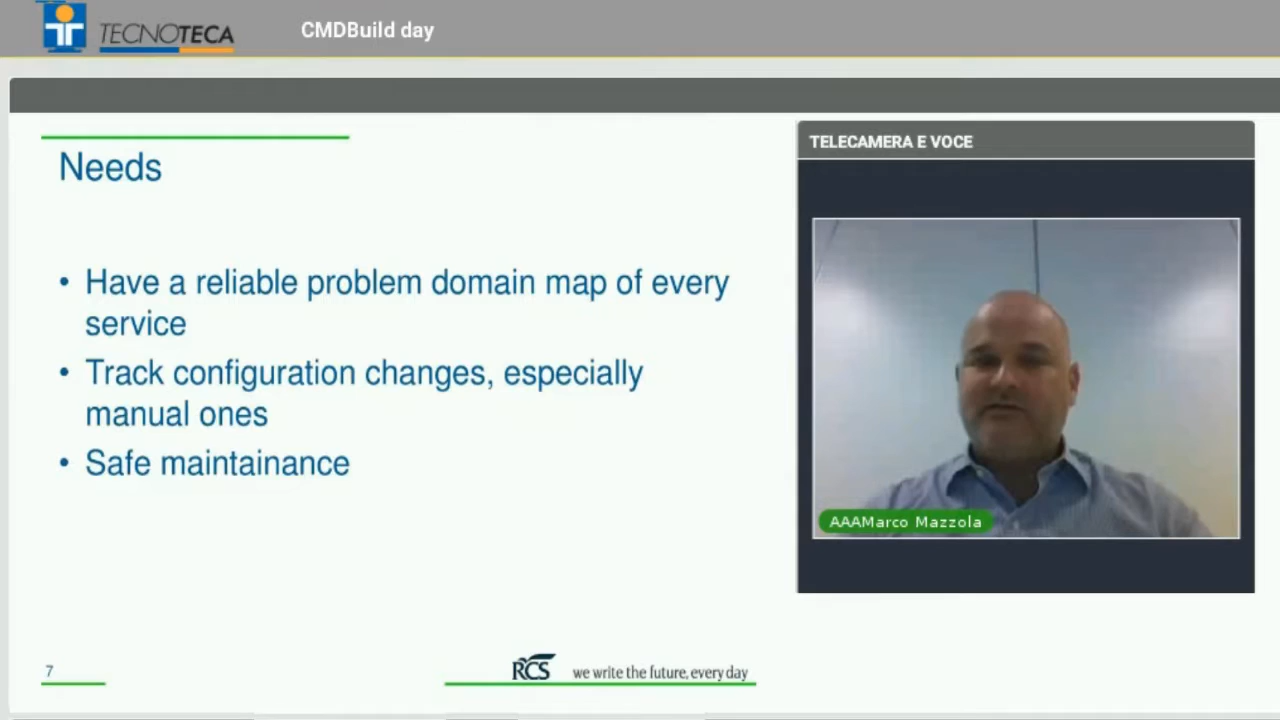 TECNOTECA
CMDBuild day
Needs
• Have a reliable problem domain map of every
service
• Track configuration changes, especially
manual ones
• Safe maintainance
TELECAMERA E VOCE
AAAMarco Mazzola
7
RCS we write the future, every day